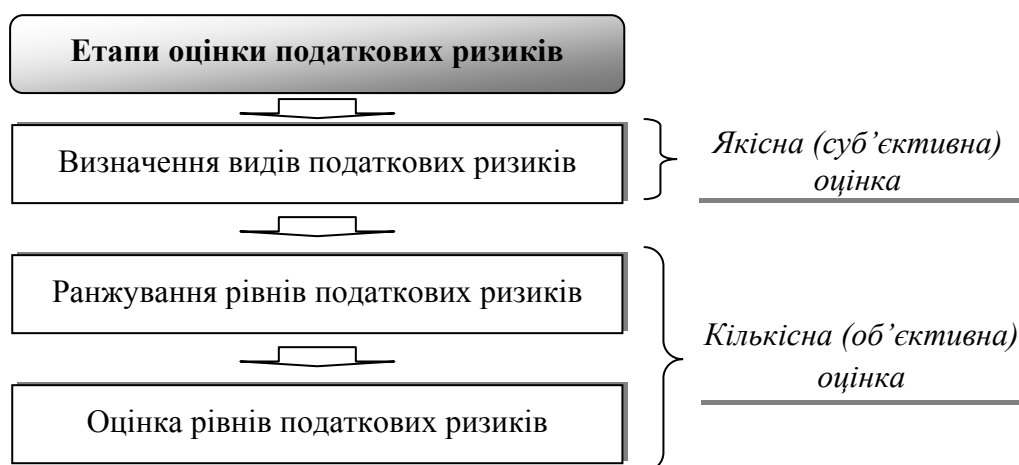 Етапи оцінки податкових ризиків
Визначення видів податкових ризиків
Якісна (суб’єктивна)
оцінка
Ранжування рівнів податкових ризиків
Оцінка рівнів податкових ризиків
Кількісна (об’єктивна)
оцінка